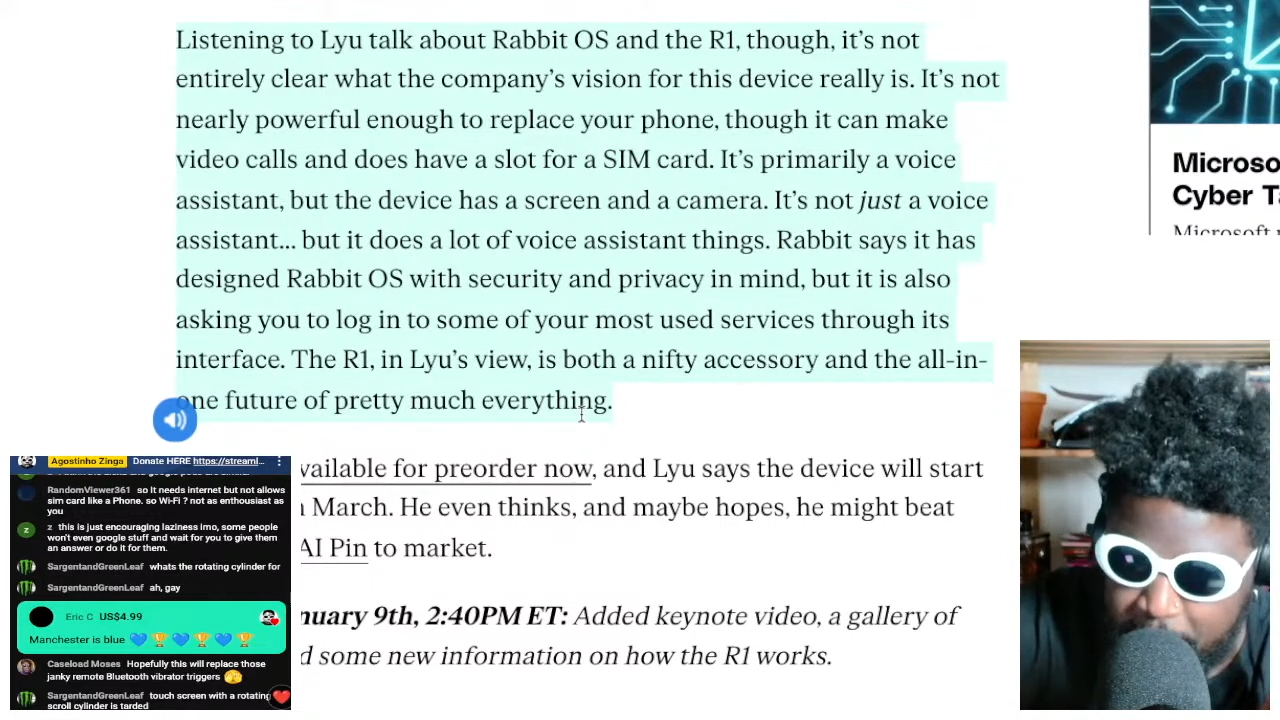 Listening to Lyu talk about Rabbit OS and the R1, though, it’s not
entirely clear what the company’s vision for this device really is. It’s not
nearly powerful enough to replace your phone, though it can make
video calls and does have a slot for a SIM card. It’s primarily a voice
assistant, but the device has a screen and a camera. It’s not just a voice
assistant... but it does a lot of voice assistant things. Rabbit says it has
designed Rabbit OS with security and privacy in mind, but it is also
asking you to log in to some of your most used services through its
interface. The R1, in Lyu’s view, is both a nifty accessory and the all-in-
one future of pretty much everything.
vailable for preorder now, and Lyu says the device will start
March. He even thinks, and maybe hopes, he might beat
AI Pin to market.
nuary 9th, 2:40PM ET: Added keynote video, a gallery of
d some new information on how the R1 works.
Microso
Cyber Ta
Microsoft
Agostinho Zinga Donate HERE https://streaml...
RandomViewer361 so It needs internet but not allows
sim card like a Phone. so Wi-Fi ? not as enthousiast as
you
z this is just encouraging laziness imo, some people
won't even google stuff and wait for you to give them
an answer or do it for them.
SargentandGreenLeaf whats the rotating cylinder for
SargentandGreenLeaf ah, gay
Eric C US$4.99
Manchester is blue 💙🏆💙🏆💙🏆
Caseload Moses Hopefully this will replace those
janky remote Bluetooth vibrator triggers 🫣
SargentandGreenLeaf touch screen with a rotating
scroll cylinder is tarded